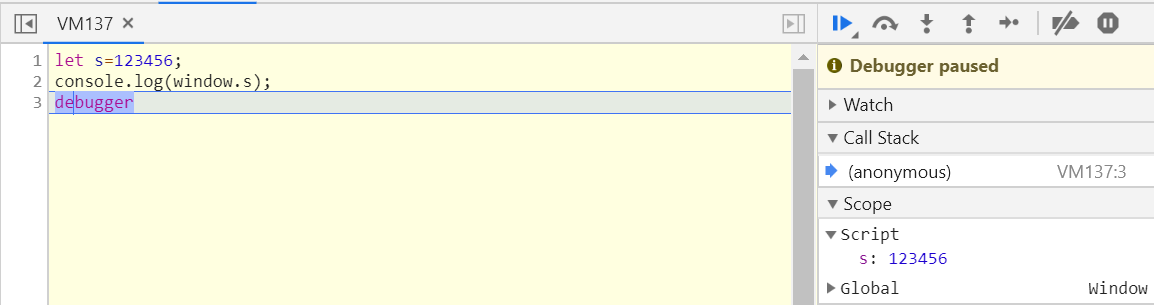 VM137 ×
1 let s=123456;
2 console.log(window.s);
3 debugger
Debugger paused
Watch
Call Stack
(anonymous) VM137:3
Scope
Script
s: 123456
Global Window